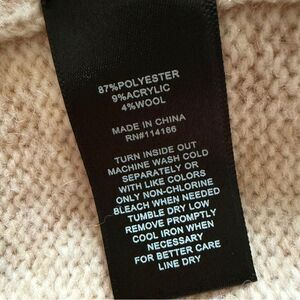 87%POLYESTER
9%ACRYLIC
4%WOOL
MADE IN CHINA
RN#114166
TURN INSIDE OUT
MACHINE WASH COLD
SEPARATELY OR
WITH LIKE COLORS
ONLY NON-CHLORINE
BLEACH WHEN NEEDED
TUMBLE DRY LOW
REMOVE PROMPTLY
COOL IRON WHEN
NECESSARY
FOR BETTER CARE
LINE DRY